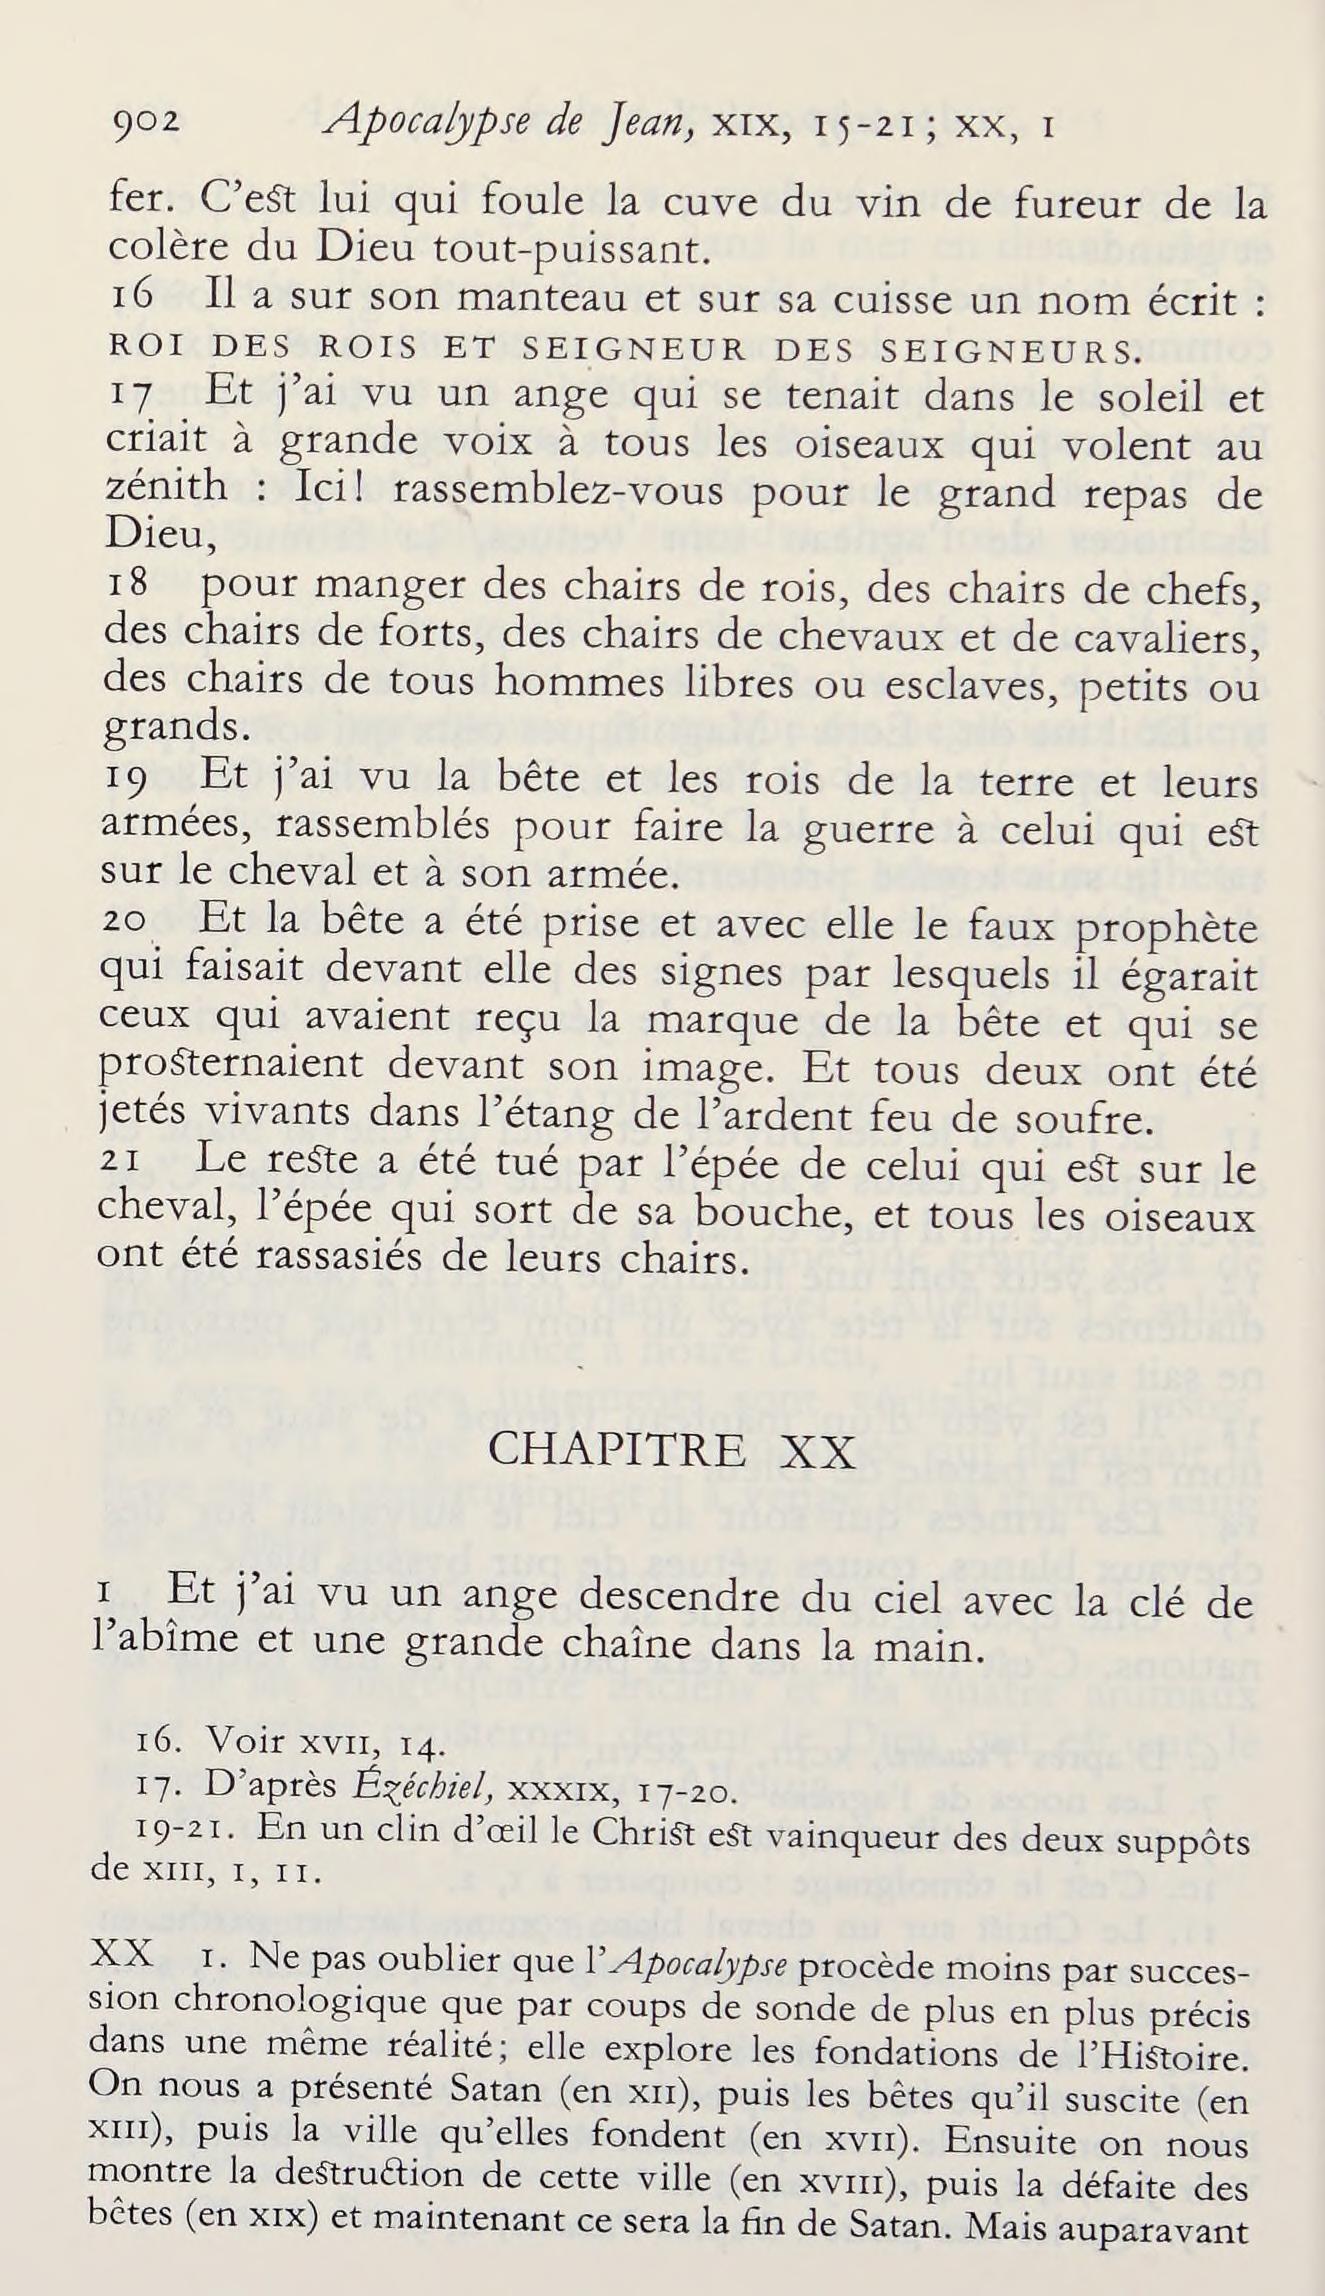 902 Apocalypse de Jean, XIX, 15-21; XX, 1
fer. C’est lui qui foule la cuve du vin de fureur de la
colère du Dieu tout-puissant.
16 Il a sur son manteau et sur sa cuisse un nom écrit :
ROI DES ROIS ET SEIGNEUR DES SEIGNEURS.
17 Et j’ai vu un ange qui se tenait dans le soleil et
criait à grande voix à tous les oiseaux qui volent au
zénith : Ici! rassemblez-vous pour le grand repas de
Dieu,
18 pour manger des chairs de rois, des chairs de chefs,
des chairs de forts, des chairs de chevaux et de cavaliers,
des chairs de tous hommes libres ou esclaves, petits ou
grands.
19 Et j’ai vu la bête et les rois de la terre et leurs
armées, rassemblés pour faire la guerre à celui qui est
sur le cheval et à son armée.
20 Et la bête a été prise et avec elle le faux prophète
qui faisait devant elle des signes par lesquels il égarait
ceux qui avaient reçu la marque de la bête et qui se
prosternaient devant son image. Et tous deux ont été
jetés vivants dans l’étang de l’ardent feu de soufre.
21 Le reste a été tué par l’épée de celui qui est sur le
cheval, l’épée qui sort de sa bouche, et tous les oiseaux
ont été rassasiés de leurs chairs.
CHAPITRE XX
1 Et j’ai vu un ange descendre du ciel avec la clé de
l’abîme et une grande chaîne dans la main.
16. Voir XVII, 14.
17. D’après Ézéchiel, XXXIX, 17-20.
19-21. En un clin d’œil le Christ est vainqueur des deux suppôts
de XIII, 1, 11.
XX 1. Ne pas oublier que l’Apocalypse procède moins par succes-
sion chronologique que par coups de sonde de plus en plus précis
dans une même réalité; elle explore les fondations de l’Histoire.
On nous a présenté Satan (en XII), puis les bêtes qu’il suscite (en
XIII), puis la ville qu’elles fondent (en XVII). Ensuite on nous
montre la destruction de cette ville (en XVIII), puis la défaite des
bêtes (en XIX) et maintenant ce sera la fin de Satan. Mais auparavant